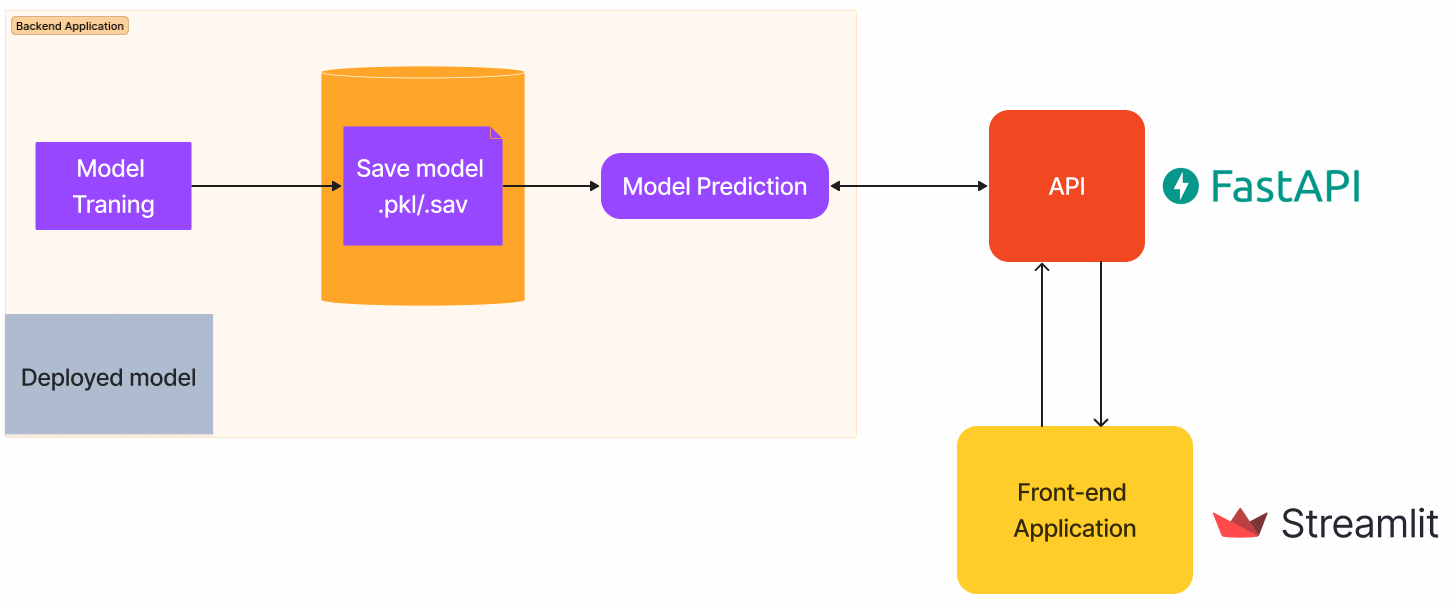 Backend Application
Model
Traning
Save model
.pkl/.sav
Model Prediction
API
FastAPI
Deployed model
Front-end
Application
Streamlit